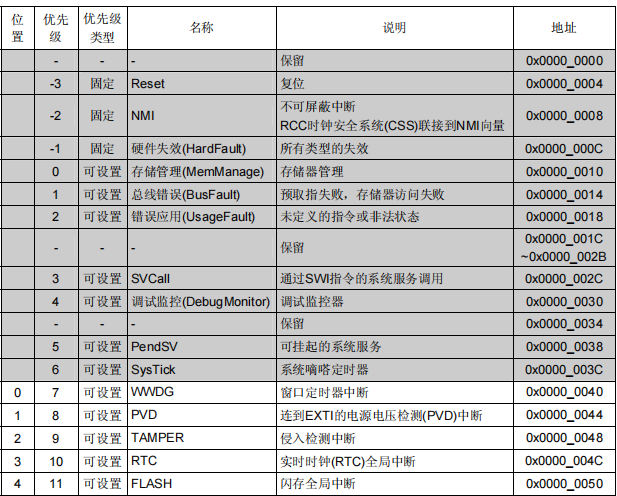 位置 优先级 优先级类型 名称 说明 地址
- - - 保留 0x0000_0000
-3 固定 Reset 复位 0x0000_0004
-2 固定 NMI 不可屏蔽中断
RCC时钟安全系统(CSS)联接到NMI向量 0x0000_0008
-1 固定 硬件失效(HardFault) 所有类型的失效 0x0000_000C
0 可设置 存储管理(MemManage) 存储器管理 0x0000_0010
1 可设置 总线错误(BusFault) 预取指失败，存储器访问失败 0x0000_0014
2 可设置 错误应用(UsageFault) 未定义的指令或非法状态 0x0000_0018
- - - 保留 0x0000_001C
~0x0000_002B
3 可设置 SVCall 通过SWI指令的系统服务调用 0x0000_002C
4 可设置 调试监控(DebugMonitor) 调试监控器 0x0000_0030
- - - 保留 0x0000_0034
5 可设置 PendSV 可挂起的系统服务 0x0000_0038
6 可设置 SysTick 系统嘀嗒定时器 0x0000_003C
0 7 可设置 WWDG 窗口定时器中断 0x0000_0040
1 8 可设置 PVD 连到EXTI的电源电压检测(PVD)中断 0x0000_0044
2 9 可设置 TAMPER 侵入检测中断 0x0000_0048
3 10 可设置 RTC 实时时钟(RTC)全局中断 0x0000_004C
4 11 可设置 FLASH 闪存全局中断 0x0000_0050